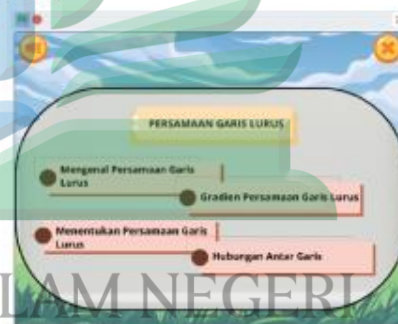 PERSAMAAN GARIS LURUS
Mengenal Persamaan Garis
Lurus
Gradien Persamaan Garis Lurus
Menentukan Persamaan Garis
Lurus
Hubungan Antar Garis
LAM NEGERI